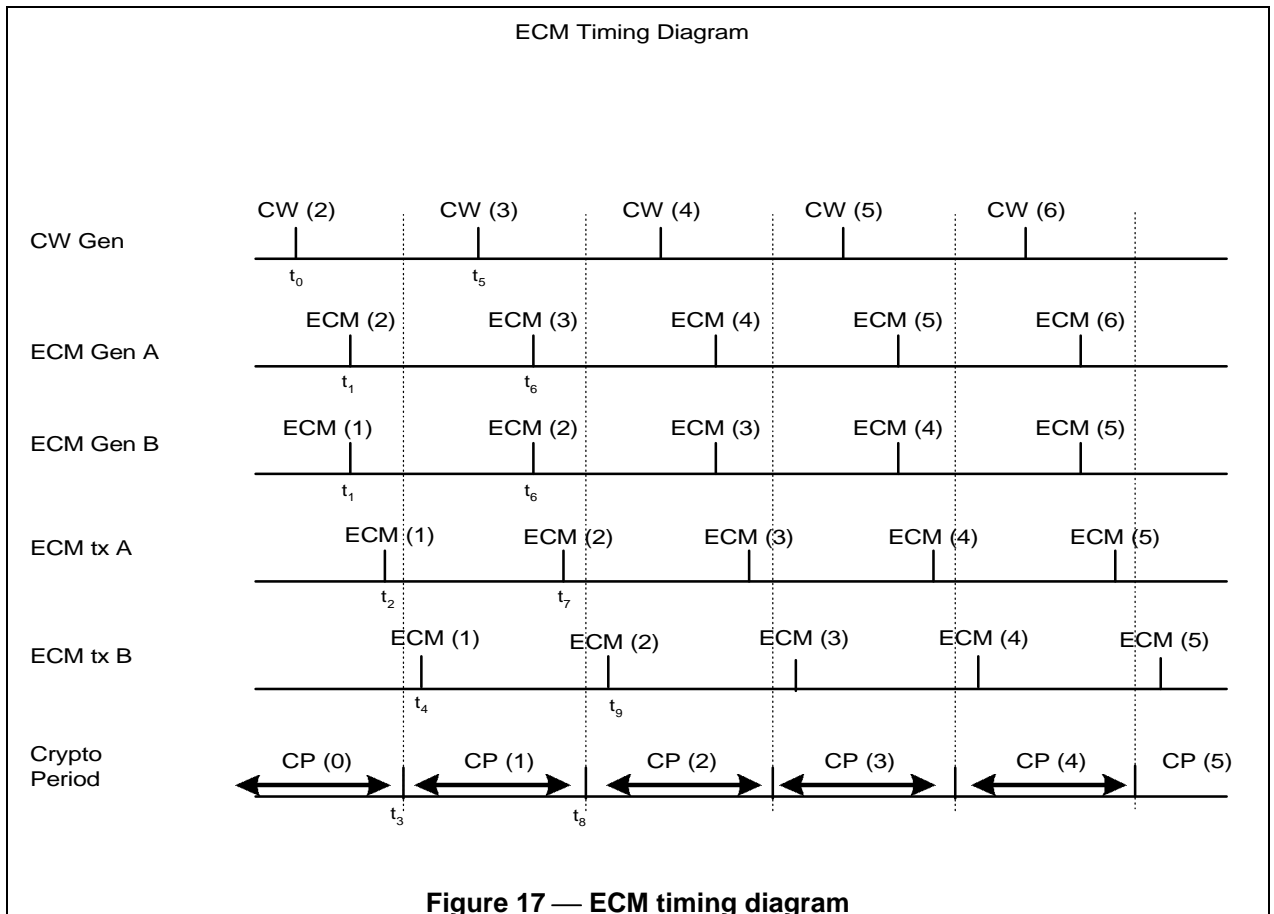 ECM Timing Diagram
CW (2) CW (3) CW (4) CW (5) CW (6)
CW Gen
t0 t5
ECM (2) ECM (3) ECM (4) ECM (5) ECM (6)
ECM Gen A
t1 t6
ECM (1) ECM (2) ECM (3) ECM (4) ECM (5)
ECM Gen B
t1 t6
ECM (1) ECM (2) ECM (3) ECM (4) ECM (5)
ECM tx A
t2 t7
ECM (1) ECM (2) ECM (3) ECM (4) ECM (5)
ECM tx B
t4 t9
Crypto
Period
CP (0) CP (1) CP (2) CP (3) CP (4) CP (5)
t3 t8
Figure 17 — ECM timing diagram